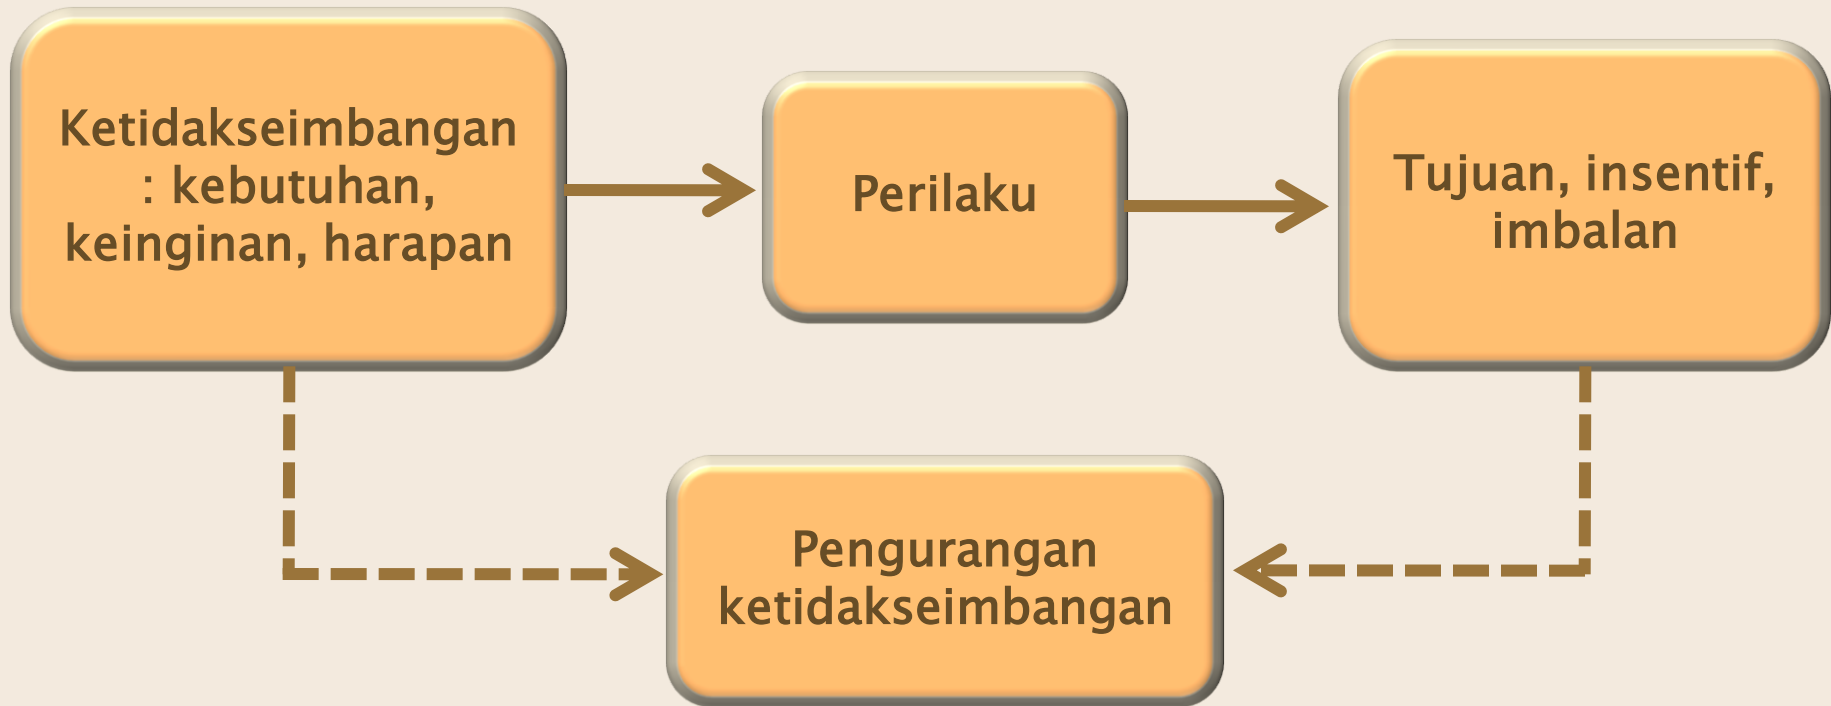 Ketidakseimbangan
: kebutuhan,
keinginan, harapan
Perilaku
Tujuan, insentif,
imbalan
Pengurangan
ketidakseimbangan